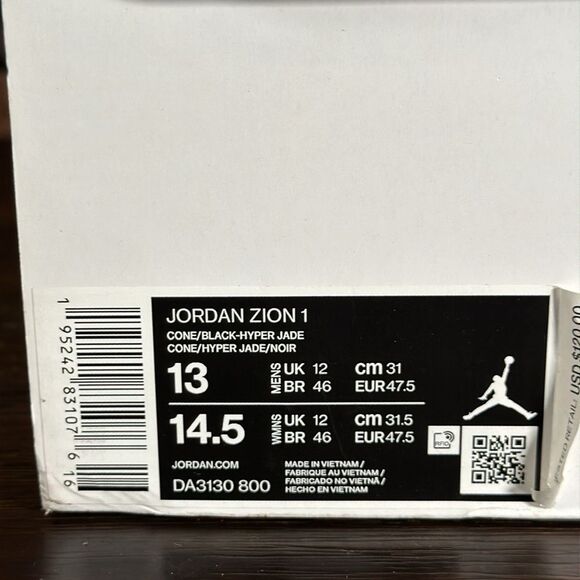 JORDAN ZION 1
CONE/BLACK-HYPER JADE
CONE/HYPER JADE/NOIR
13 MENS UK 12 cm 31
BR 46 EUR 47.5
14.5 WMNS UK 12 cm 31.5
BR 46 EUR 47.5
JORDAN.COM
DA3130 800
MADE IN VIETNAM /
FABRIQUE AU VIETNAM /
FABRICADO NO VIETNÃ /
HECHO EN VIETNAM
RFID
1 95242 83107 6 16
RETAIL: USD $120.00